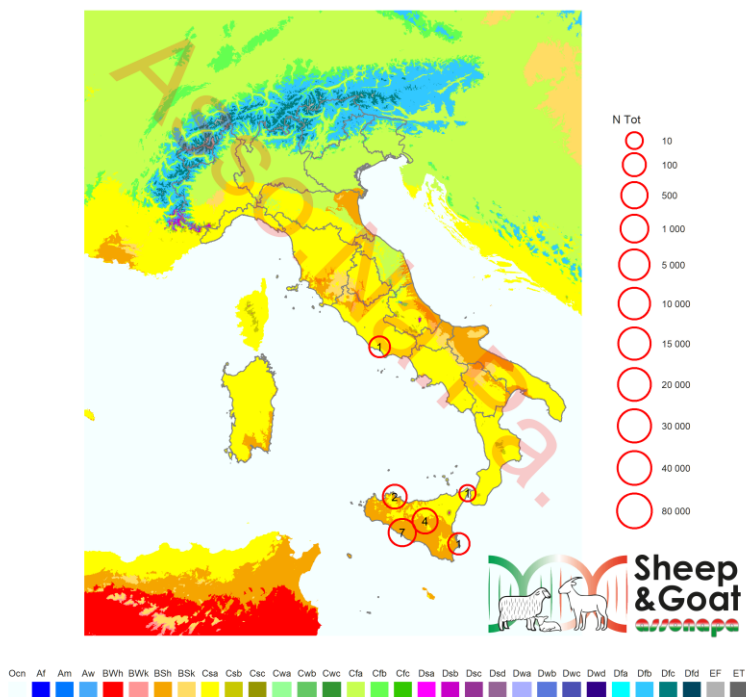 Asso.Na.Pa.
N Tot
10
100
500
1 000
5 000
10 000
15 000
20 000
30 000
40 000
80 000
1
2
1
4
7
1
Sheep
&Goat
assonapa
Ocn Af Am Aw BWh BWk BSh BSk Csa Csb Csc Cwa Cwb Cwc Cfa Cfb Cfc Dsa Dsb Dsc Dsd Dwa Dwb Dwc Dwd Dfa Dfb Dfc Dfd EF ET